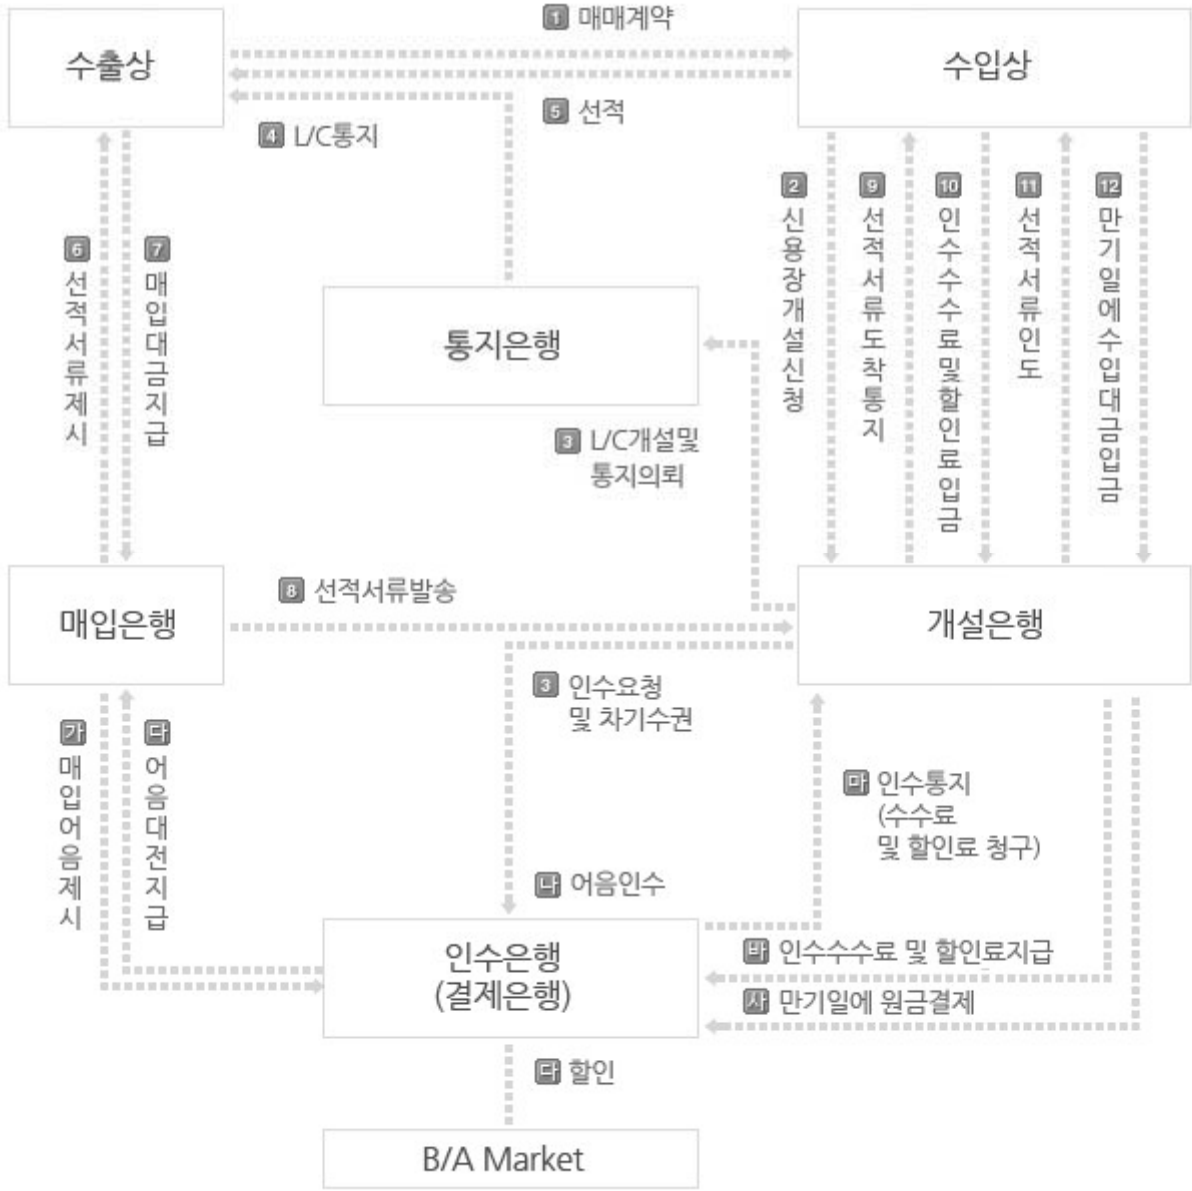 1 매매계약
수출상
수입상
5 선적
4 L/C통지
2 신용장개설신청
9 선적서류도착통지
10 인수수수료및할인료입금
11 선적서류인도
12 만기일에수입대금입금
6 선적서류제시
7 매입대금지급
통지은행
3 L/C개설및
통지의뢰
8 선적서류발송
매입은행
개설은행
3 인수요청
및 차기수권
가 매입어음제시
다 어음대전지급
마 인수통지
(수수료
및 할인료 청구)
나 어음인수
인수은행
(결제은행)
바 인수수수료 및 할인료지급
사 만기일에 원금결제
다 할인
B/A Market